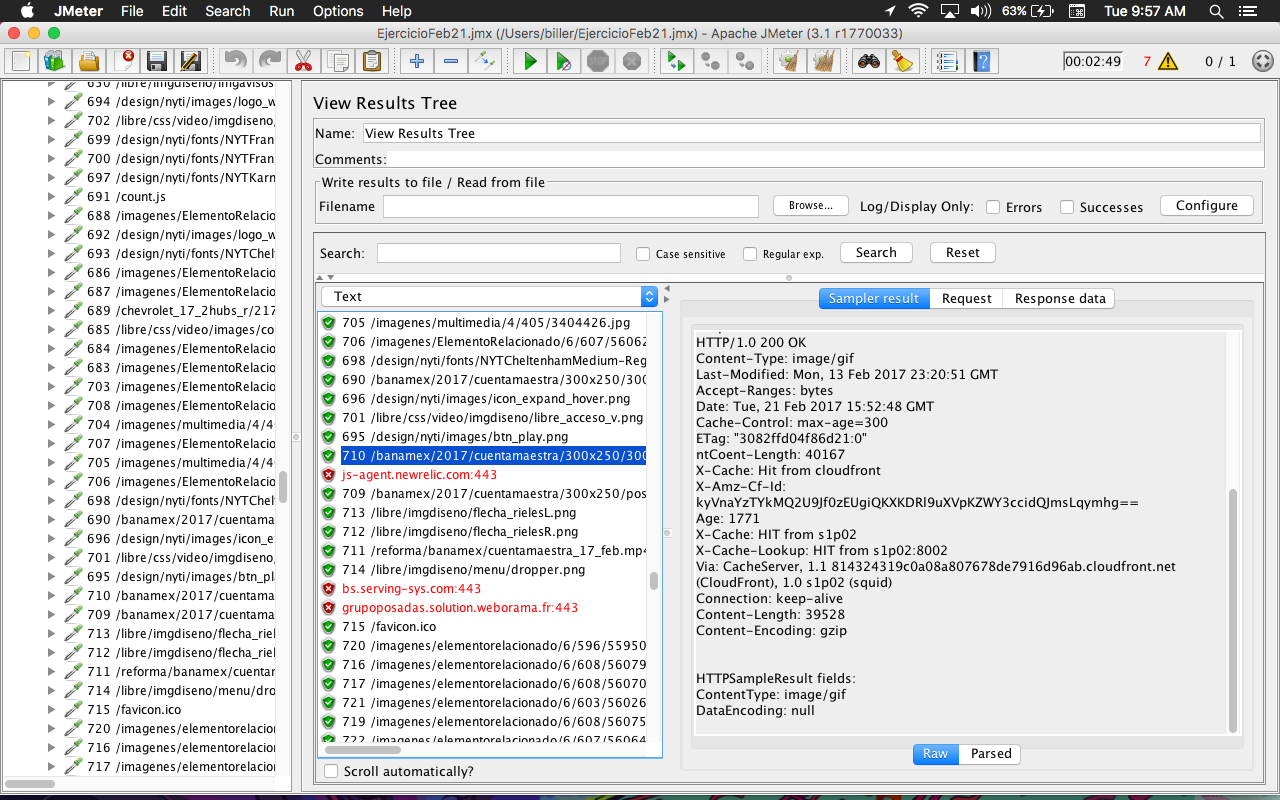 JMeter File Edit Search Run Options Help 63% Tue 9:57 AM
EjercicioFeb21.jmx (/Users/biller/EjercicioFeb21.jmx) - Apache JMeter (3.1 r1770033)
00:02:49 7 0 / 1
694 /design/nyti/images/logo_w
702 /libre/css/video/imgdiseno,
699 /design/nyti/fonts/NYTFran
700 /design/nyti/fonts/NYTFran
697 /design/nyti/fonts/NYTKarn
691 /count.js
688 /imagenes/ElementoRelacio
692 /design/nyti/images/logo_w
693 /design/nyti/fonts/NYTChel
686 /imagenes/ElementoRelacio
687 /imagenes/ElementoRelacio
689 /chevrolet_17_2hubs_r/217
685 /libre/css/video/images/co
684 /imagenes/ElementoRelacio
683 /imagenes/ElementoRelacio
703 /imagenes/ElementoRelacio
708 /imagenes/ElementoRelacio
704 /imagenes/multimedia/4/4
707 /imagenes/ElementoRelacio
705 /imagenes/multimedia/4/4
706 /imagenes/ElementoRelacio
698 /design/nyti/fonts/NYTChel
690 /banamex/2017/cuentama
696 /design/nyti/images/icon_e
701 /libre/css/video/imgdiseno,
695 /design/nyti/images/btn_pl
710 /banamex/2017/cuentama
709 /banamex/2017/cuentama
713 /libre/imgdiseno/flecha_riel
712 /libre/imgdiseno/flecha_riel
711 /reforma/banamex/cuentar
714 /libre/imgdiseno/menu/dro
715 /favicon.ico
720 /imagenes/elementorelacion
716 /imagenes/elementorelacion
717 /imagenes/elementorelacion
View Results Tree
Name: View Results Tree
Comments:
Write results to file / Read from file
Filename Browse... Log/Display Only: Errors Successes Configure
Search: Case sensitive Regular exp. Search Reset
Text
705 /imagenes/multimedia/4/405/3404426.jpg
706 /imagenes/ElementoRelacionado/6/607/56062
698 /design/nyti/fonts/NYTCheltenhamMedium-Reg
690 /banamex/2017/cuentamaestra/300x250/300
696 /design/nyti/images/icon_expand_hover.png
701 /libre/css/video/imgdiseno/libre_acceso_v.png
695 /design/nyti/images/btn_play.png
710 /banamex/2017/cuentamaestra/300x250/300
js-agent.newrelic.com:443
709 /banamex/2017/cuentamaestra/300x250/pos
713 /libre/imgdiseno/flecha_rielesL.png
712 /libre/imgdiseno/flecha_rielesR.png
711 /reforma/banamex/cuentamaestra_17_feb.mp4
714 /libre/imgdiseno/menu/dropper.png
bs.serving-sys.com:443
grupoposadas.solution.weborama.fr:443
715 /favicon.ico
720 /imagenes/elementorelacionado/6/596/55950
716 /imagenes/elementorelacionado/6/608/56079
717 /imagenes/elementorelacionado/6/608/56070
721 /imagenes/elementorelacionado/6/603/56026
719 /imagenes/elementorelacionado/6/608/56075
722 /imagenes/elementorelacionado/6/607/56064
Scroll automatically?
Sampler result Request Response data
HTTP/1.0 200 OK
Content-Type: image/gif
Last-Modified: Mon, 13 Feb 2017 23:20:51 GMT
Accept-Ranges: bytes
Date: Tue, 21 Feb 2017 15:52:48 GMT
Cache-Control: max-age=300
ETag: "3082ffd04f86d21:0"
ntCoent-Length: 40167
X-Cache: Hit from cloudfront
X-Amz-Cf-Id:
kyVnaYzTYkMQ2U9Jf0zEUgiQKXKDRl9uXVpKZWY3ccidQJmsLqymhg==
Age: 1771
X-Cache: HIT from s1p02
X-Cache-Lookup: HIT from s1p02:8002
Via: CacheServer, 1.1 814324319c0a08a807678de7916d96ab.cloudfront.net
(CloudFront), 1.0 s1p02 (squid)
Connection: keep-alive
Content-Length: 39528
Content-Encoding: gzip
HTTPSampleResult fields:
ContentType: image/gif
DataEncoding: null
Raw Parsed